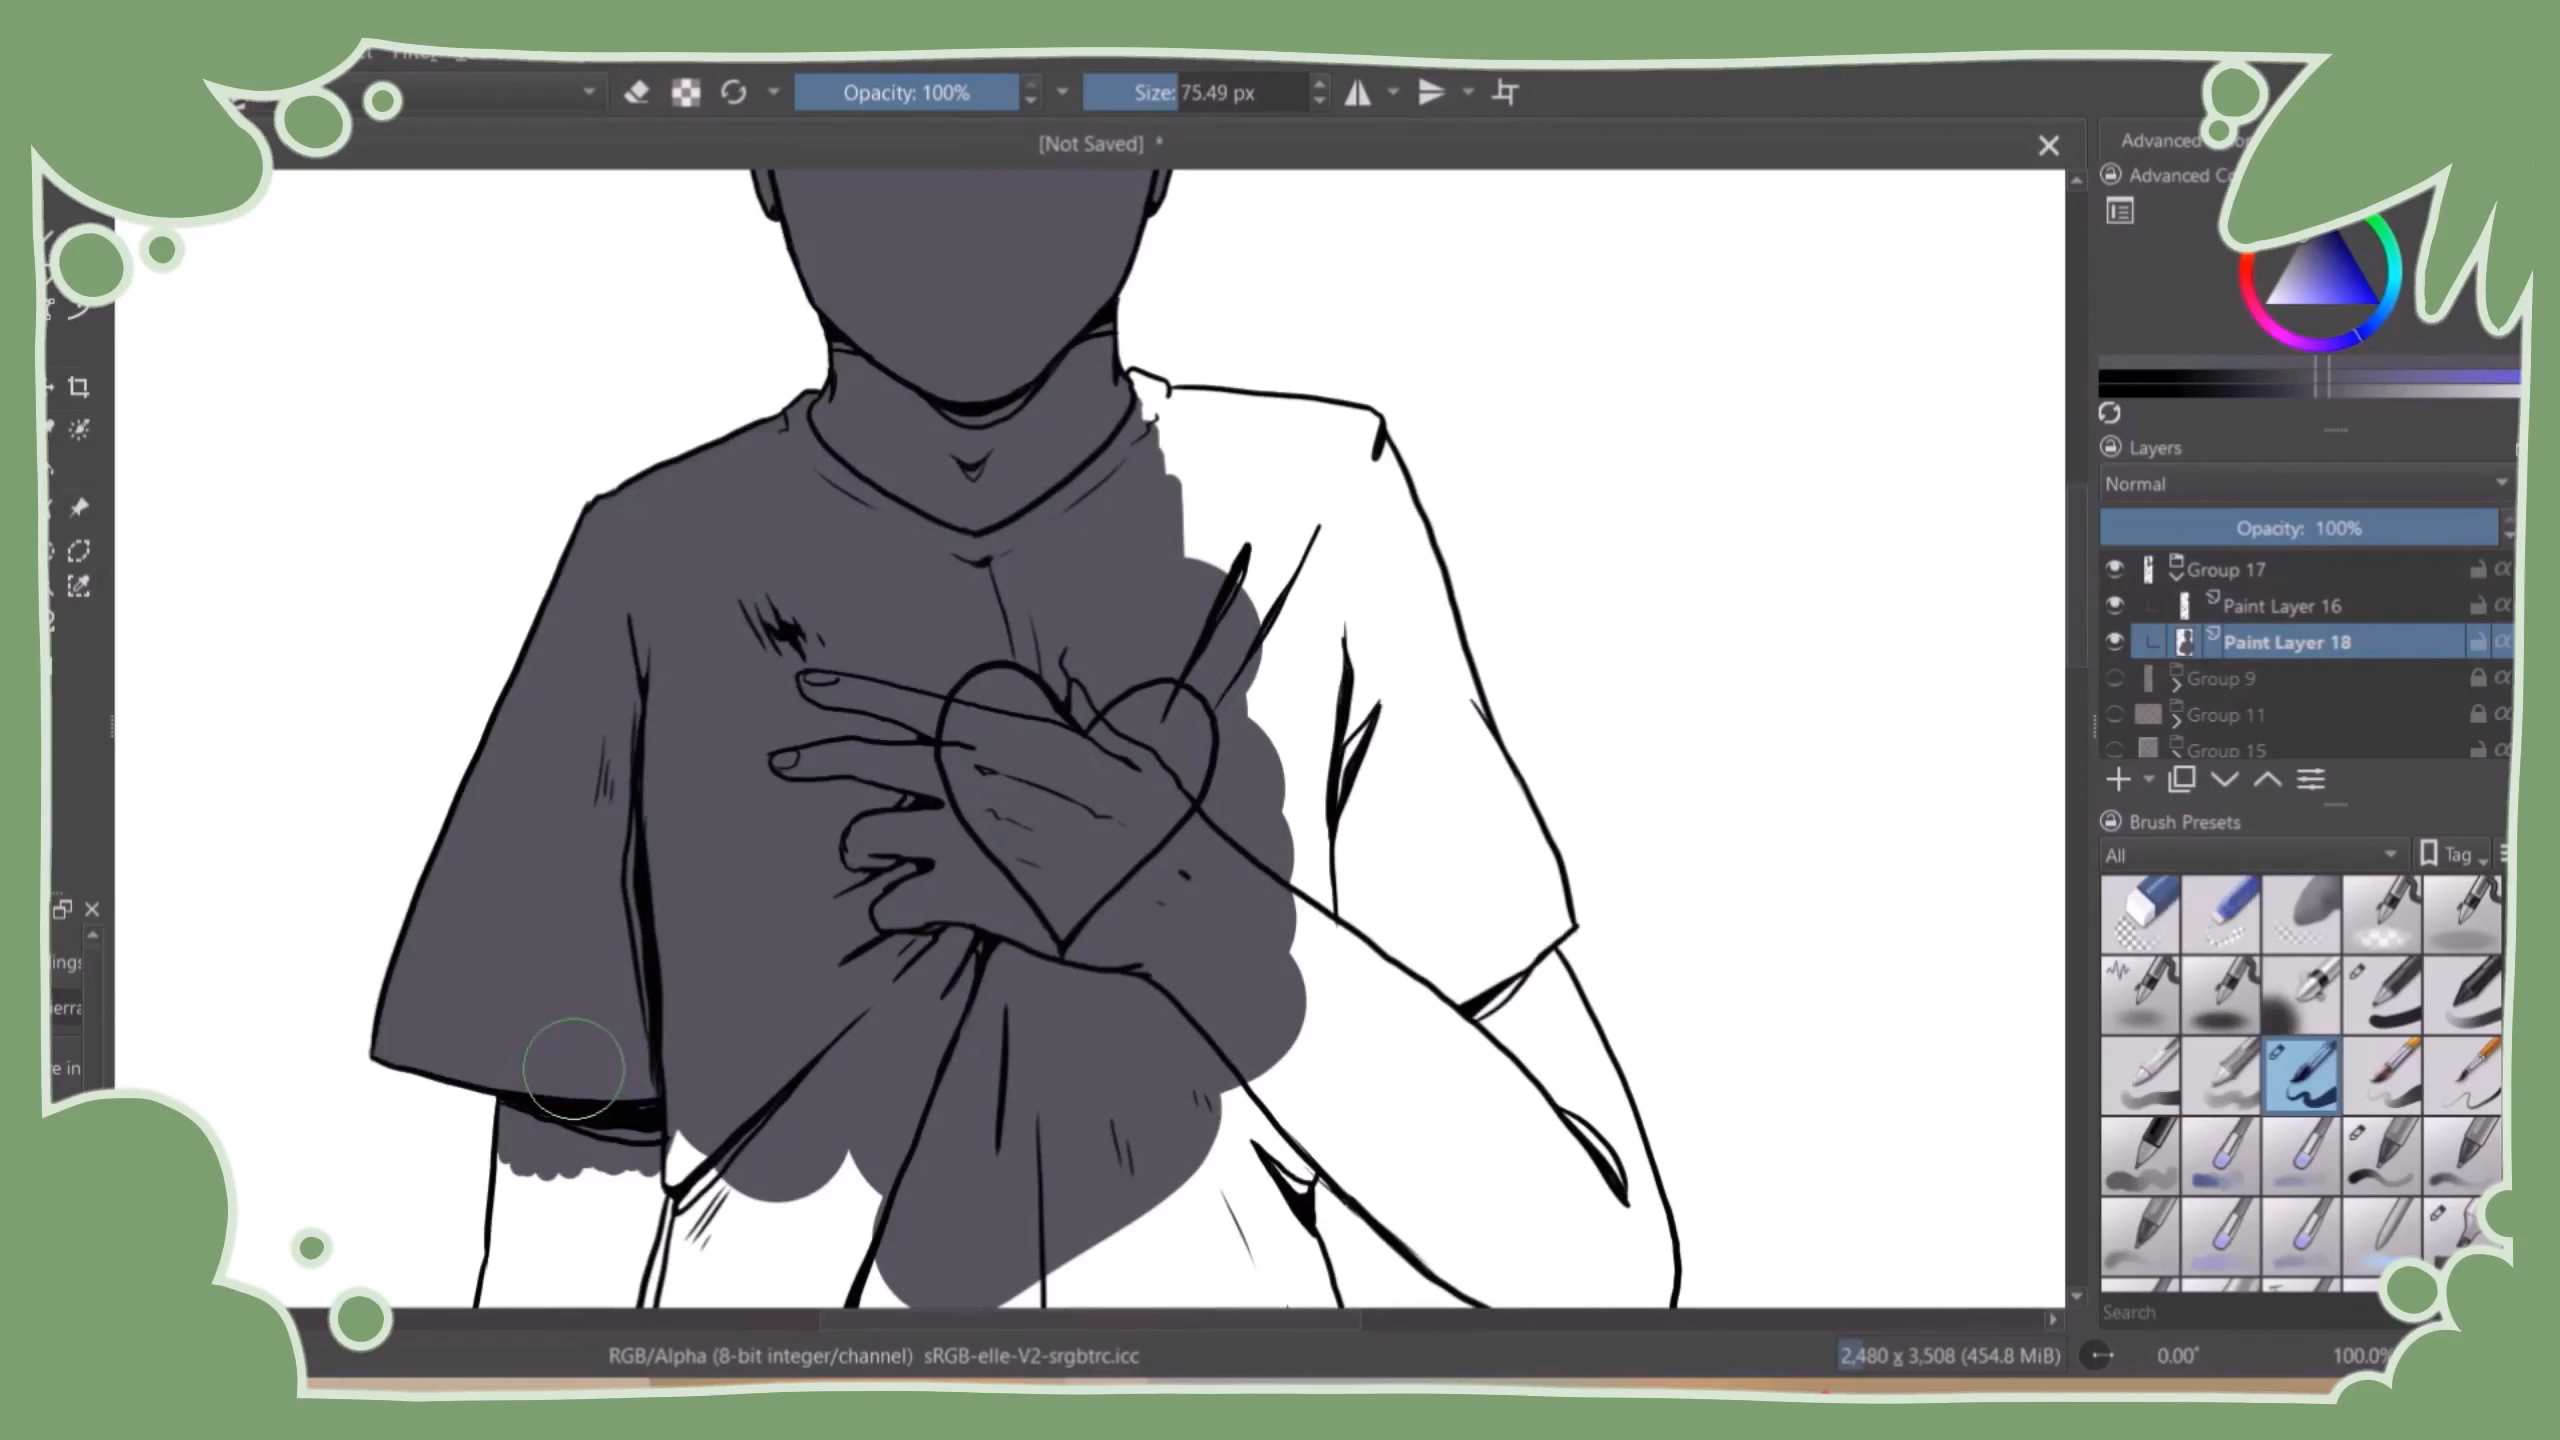 Opacity: 100%
Size: 75.49 px
[Not Saved] *
Advanced
Advanced
Layers
Normal
Opacity: 100%
Group 17
Paint Layer 16
Paint Layer 18
Group 9
Group 11
Group 15
Brush Presets
All
Tag
Search
RGB/Alpha (8-bit integer/channel) sRGB-elle-V2-srgbtrc.icc
2,480 x 3,508 (454.8 MiB)
0.00°
100.0%